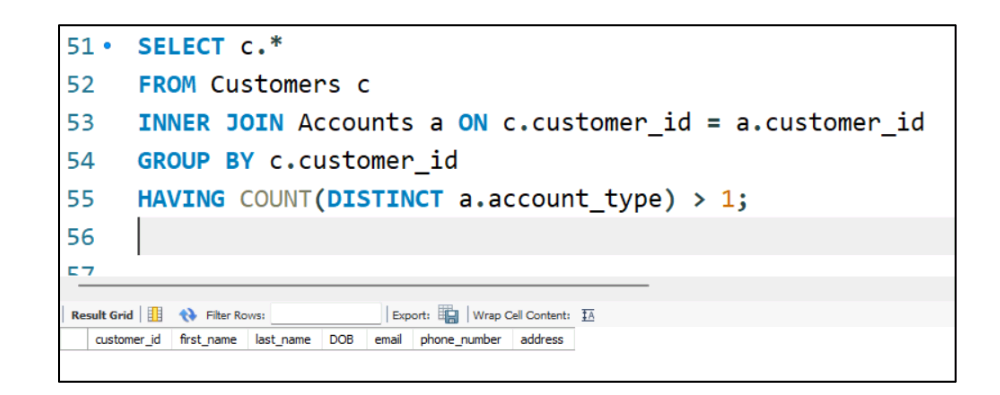 51 SELECT c.*
52 FROM Customers c
53 INNER JOIN Accounts a ON c.customer_id = a.customer_id
54 GROUP BY c.customer_id
55 HAVING COUNT(DISTINCT a.account_type) > 1;
56
57
Result Grid Filter Rows: Export: Wrap Cell Content:
customer_id first_name last_name DOB email phone_number address